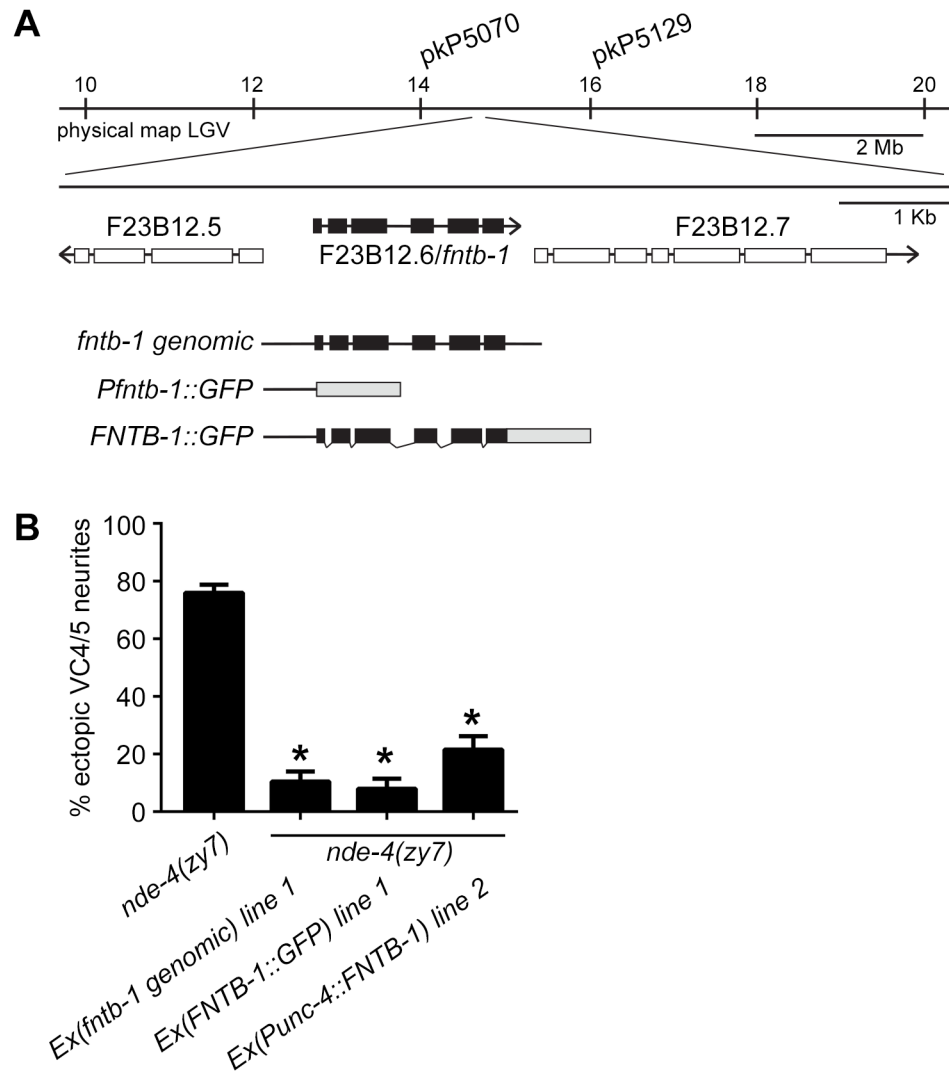 A
pkP5070
pkP5129
10 12 14 16 18 20
physical map LGV
2 Mb
1 Kb
F23B12.5
F23B12.6/fntb-1
F23B12.7
fntb-1 genomic
Pfntb-1::GFP
FNTB-1::GFP
B
% ectopic VC4/5 neurites
100
80
60
40
20
0
* * *
nde-4(zy7)
nde-4(zy7)
Ex(fntb-1 genomic) line 1
Ex(FNTB-1::GFP) line 1
Ex(Punc-4::FNTB-1) line 2